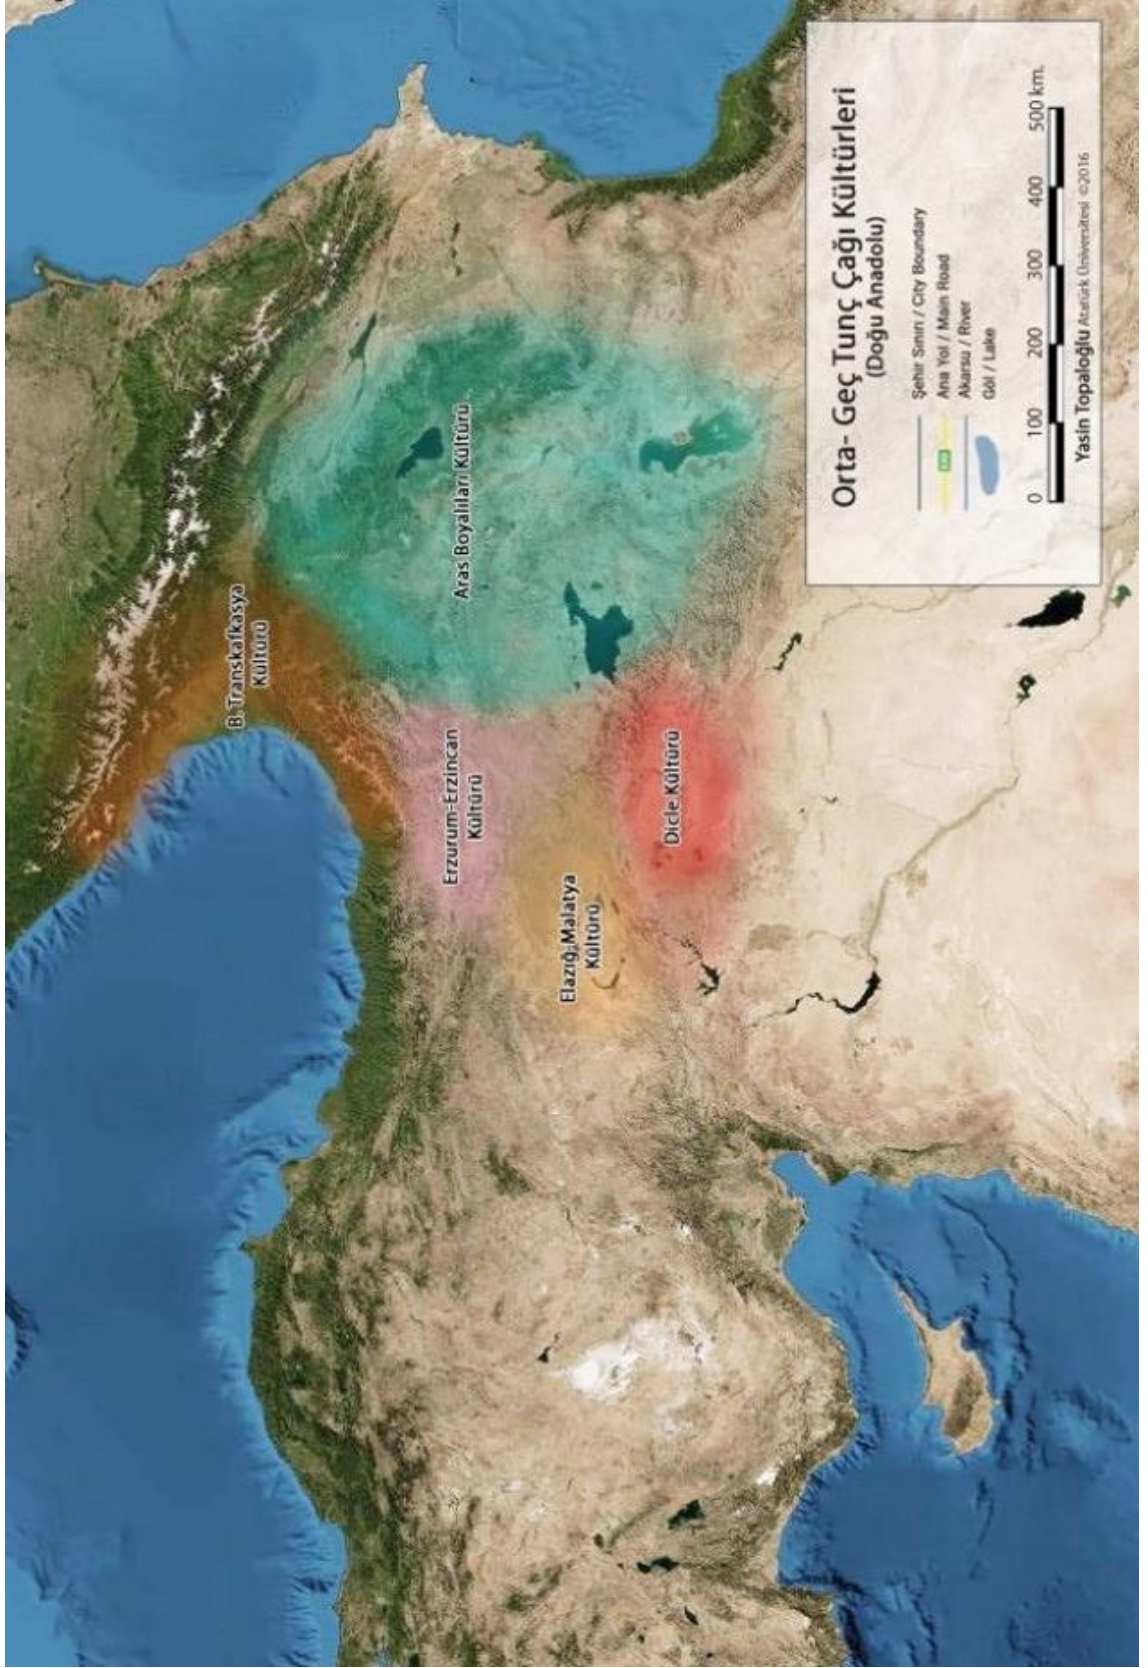 B.Transkafkasya
Kültürü
Aras Boyalıları Kültürü
Erzurum-Erzincan
Kültürü
Elazığ,Malatya
Kültürü
Dicle Kültürü
Orta- Geç Tunç Çağı Kültürleri
(Doğu Anadolu)
Şehir Sınırı / City Boundary
Ana Yol / Main Road
Akarsu / River
Göl / Lake
0 100 200 300 400 500 km.
Yasin Topaloğlu Atatürk Üniversitesi ©2016